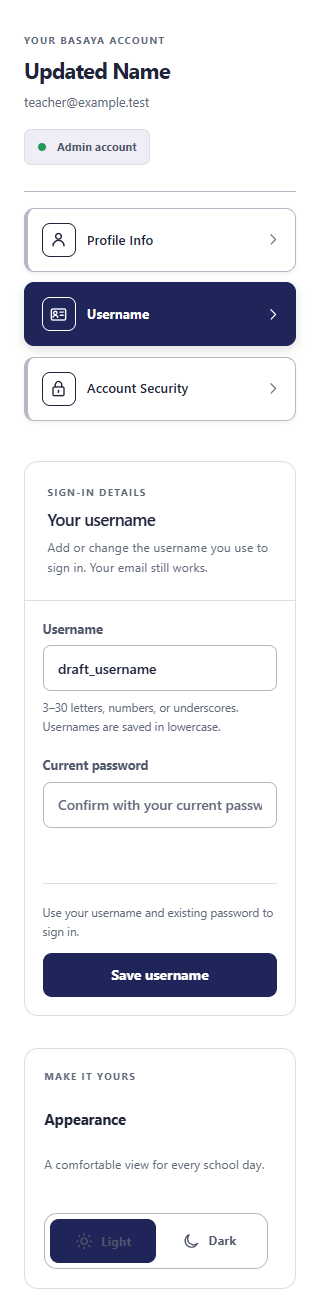 YOUR BASAYA ACCOUNT
Updated Name
teacher@example.test
Admin account
Profile Info
Username
Account Security
SIGN-IN DETAILS
Your username
Add or change the username you use to
sign in. Your email still works.
Username
draft_username
3–30 letters, numbers, or underscores.
Usernames are saved in lowercase.
Current password
Confirm with your current passw
Use your username and existing password to
sign in.
Save username
MAKE IT YOURS
Appearance
A comfortable view for every school day.
Light
Dark